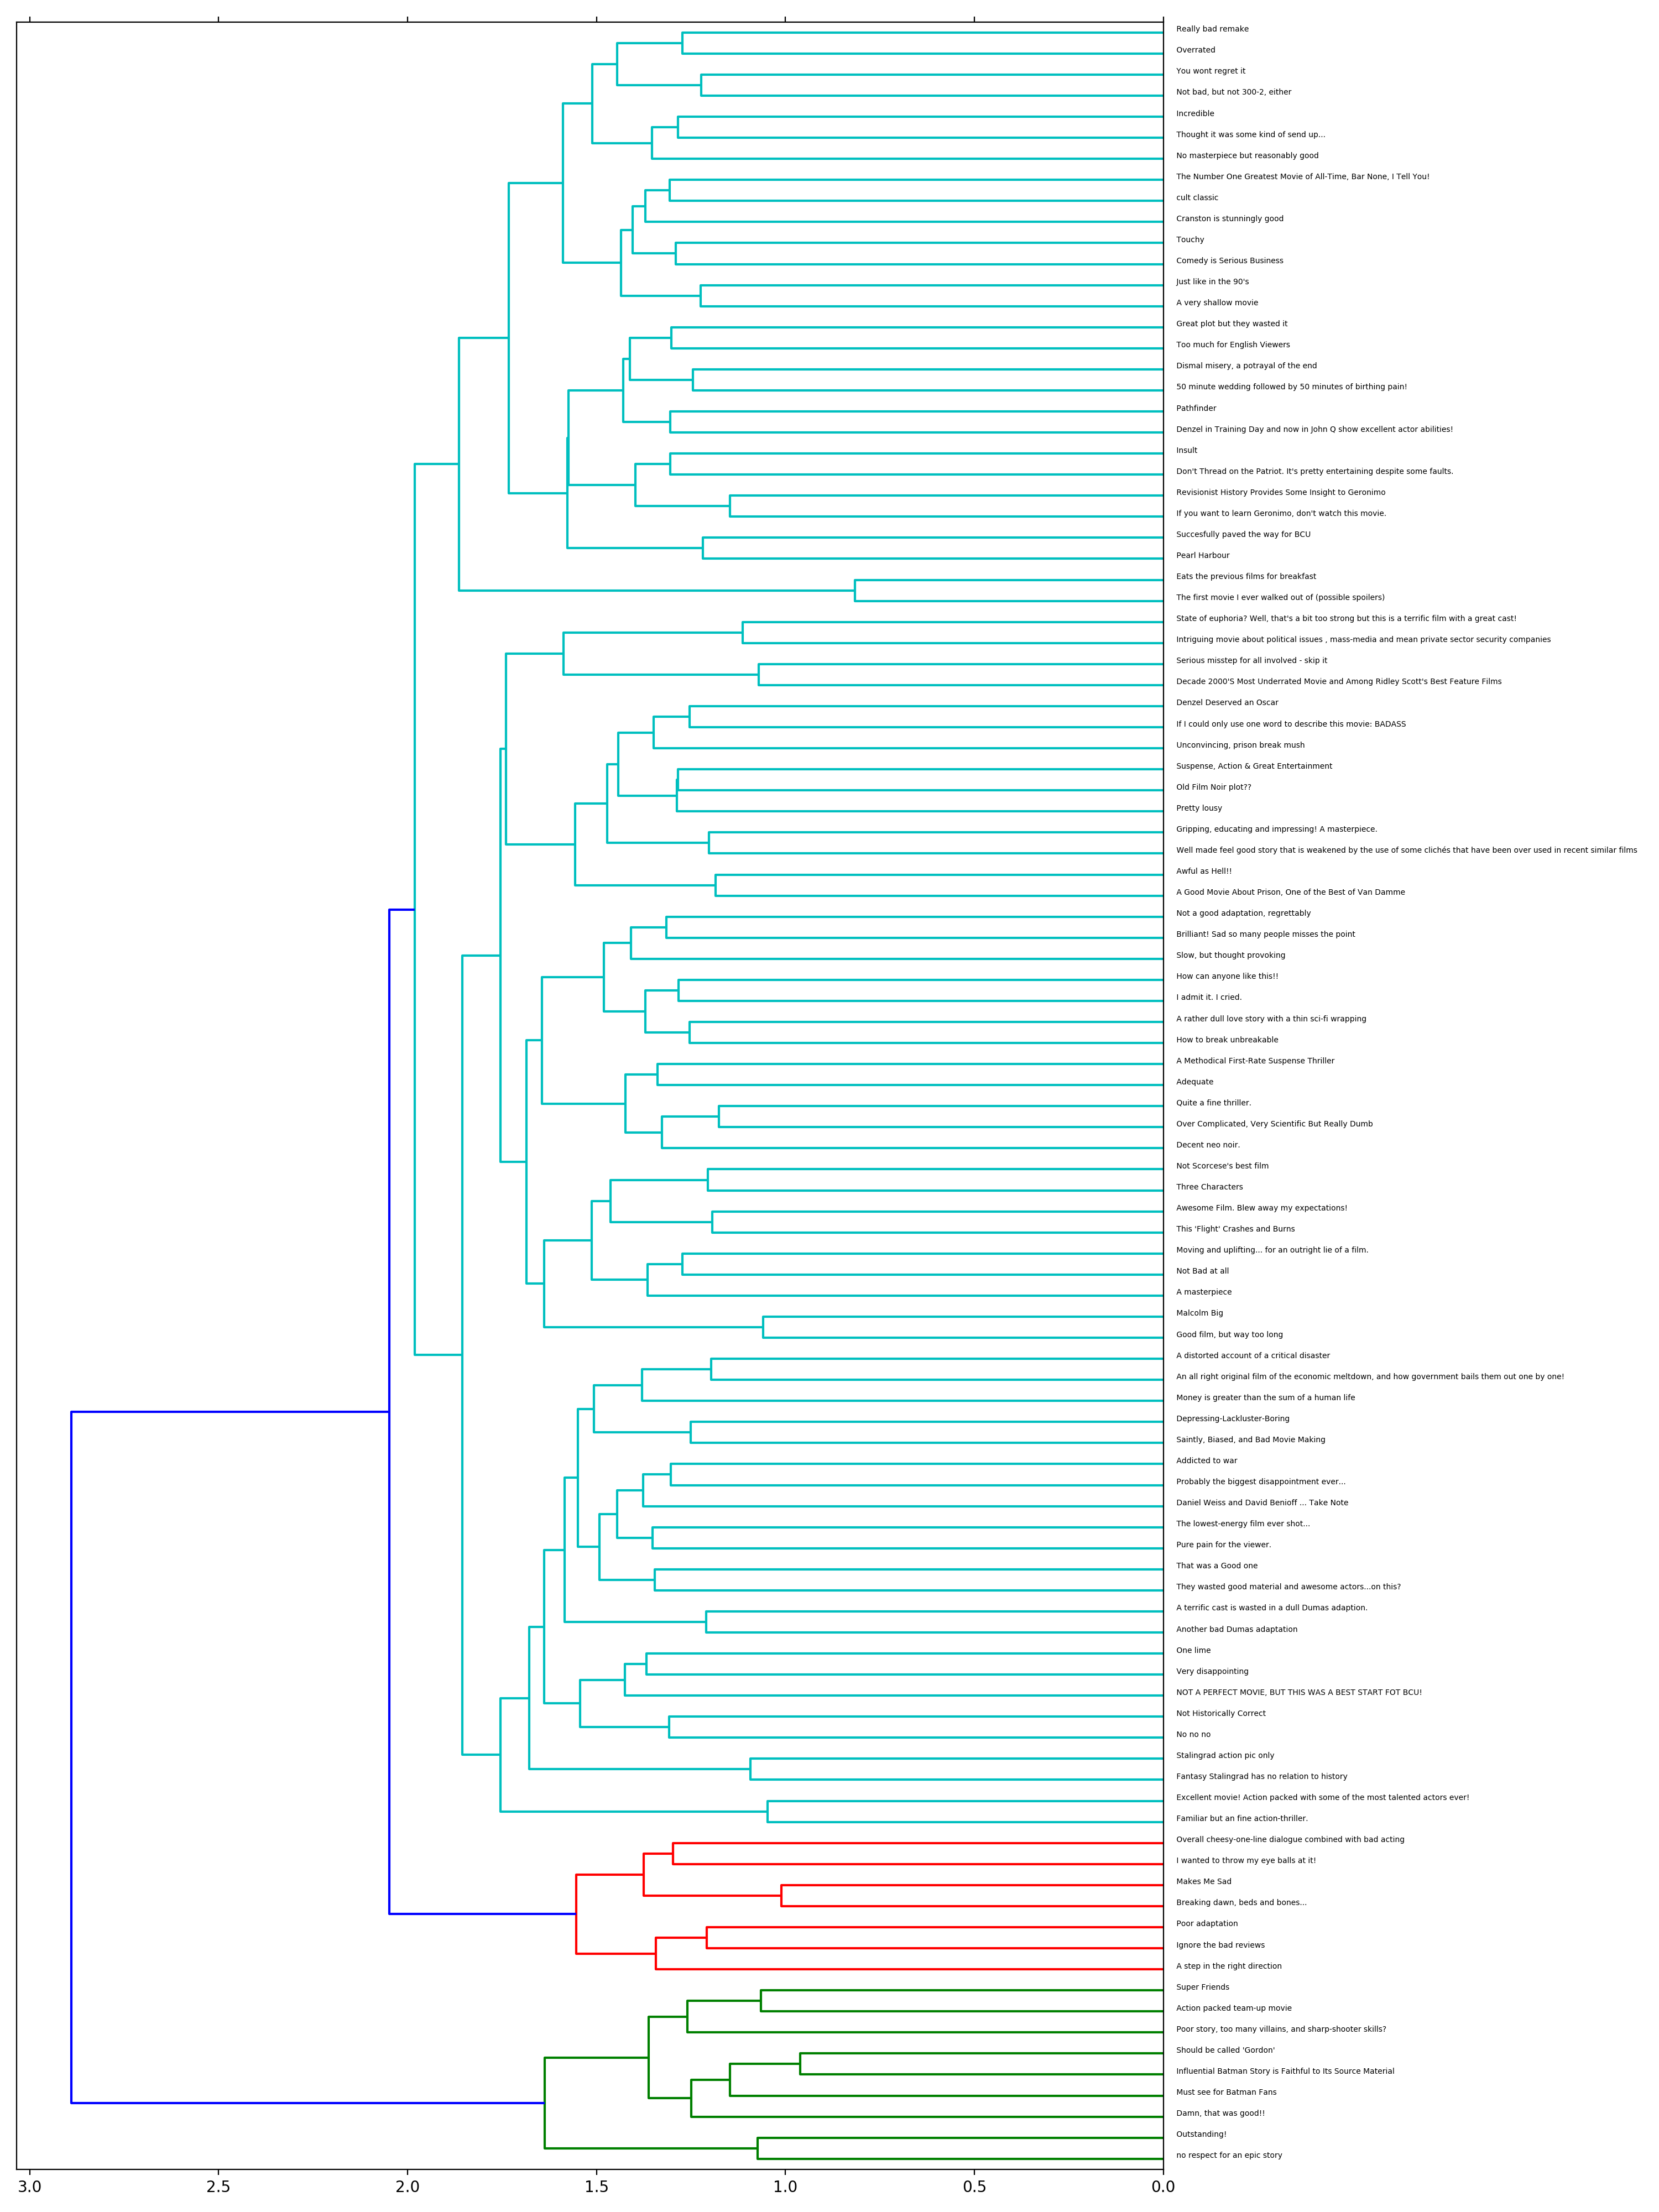 Really bad remake
Overrated
You wont regret it
Not bad, but not 300-2, either
Incredible
Thought it was some kind of send up...
No masterpiece but reasonably good
The Number One Greatest Movie of All-Time, Bar None, I Tell You!
cult classic
Cranston is stunningly good
Touchy
Comedy is Serious Business
Just like in the 90's
A very shallow movie
Great plot but they wasted it
Too much for English Viewers
Dismal misery, a potrayal of the end
50 minute wedding followed by 50 minutes of birthing pain!
Pathfinder
Denzel in Training Day and now in John Q show excellent actor abilities!
Insult
Don't Thread on the Patriot. It's pretty entertaining despite some faults.
Revisionist History Provides Some Insight to Geronimo
If you want to learn Geronimo, don't watch this movie.
Succesfully paved the way for BCU
Pearl Harbour
Eats the previous films for breakfast
The first movie I ever walked out of (possible spoilers)
State of euphoria? Well, that's a bit too strong but this is a terrific film with a great cast!
Intriguing movie about political issues , mass-media and mean private sector security companies
Serious misstep for all involved - skip it
Decade 2000'S Most Underrated Movie and Among Ridley Scott's Best Feature Films
Denzel Deserved an Oscar
If I could only use one word to describe this movie: BADASS
Unconvincing, prison break mush
Suspense, Action & Great Entertainment
Old Film Noir plot??
Pretty lousy
Gripping, educating and impressing! A masterpiece.
Well made feel good story that is weakened by the use of some clichés that have been over used in recent similar films
Awful as Hell!!
A Good Movie About Prison, One of the Best of Van Damme
Not a good adaptation, regrettably
Brilliant! Sad so many people misses the point
Slow, but thought provoking
How can anyone like this!!
I admit it. I cried.
A rather dull love story with a thin sci-fi wrapping
How to break unbreakable
A Methodical First-Rate Suspense Thriller
Adequate
Quite a fine thriller.
Over Complicated, Very Scientific But Really Dumb
Decent neo noir.
Not Scorcese's best film
Three Characters
Awesome Film. Blew away my expectations!
This 'Flight' Crashes and Burns
Moving and uplifting... for an outright lie of a film.
Not Bad at all
A masterpiece
Malcolm Big
Good film, but way too long
A distorted account of a critical disaster
An all right original film of the economic meltdown, and how government bails them out one by one!
Money is greater than the sum of a human life
Depressing-Lackluster-Boring
Saintly, Biased, and Bad Movie Making
Addicted to war
Probably the biggest disappointment ever...
Daniel Weiss and David Benioff ... Take Note
The lowest-energy film ever shot...
Pure pain for the viewer.
That was a Good one
They wasted good material and awesome actors...on this?
A terrific cast is wasted in a dull Dumas adaption.
Another bad Dumas adaptation
One lime
Very disappointing
NOT A PERFECT MOVIE, BUT THIS WAS A BEST START FOT BCU!
Not Historically Correct
No no no
Stalingrad action pic only
Fantasy Stalingrad has no relation to history
Excellent movie! Action packed with some of the most talented actors ever!
Familiar but an fine action-thriller.
Overall cheesy-one-line dialogue combined with bad acting
I wanted to throw my eye balls at it!
Makes Me Sad
Breaking dawn, beds and bones...
Poor adaptation
Ignore the bad reviews
A step in the right direction
Super Friends
Action packed team-up movie
Poor story, too many villains, and sharp-shooter skills?
Should be called 'Gordon'
Influential Batman Story is Faithful to Its Source Material
Must see for Batman Fans
Damn, that was good!!
Outstanding!
no respect for an epic story
3.0 2.5 2.0 1.5 1.0 0.5 0.0